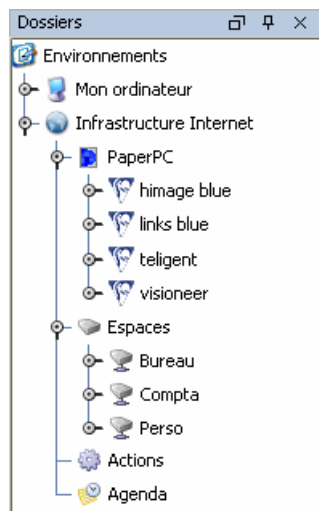 Dossiers
Environnements
Mon ordinateur
Infrastructure Internet
PaperPC
himage blue
links blue
teligent
visioneer
Espaces
Bureau
Compta
Perso
Actions
Agenda